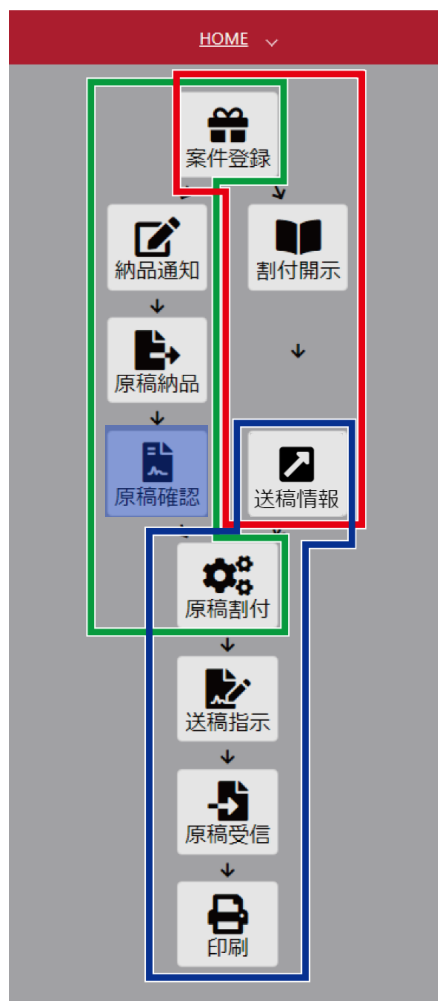 HOME
案件登録
納品通知
割付開示
原稿納品
原稿確認
送稿情報
原稿割付
送稿指示
原稿受信
印刷